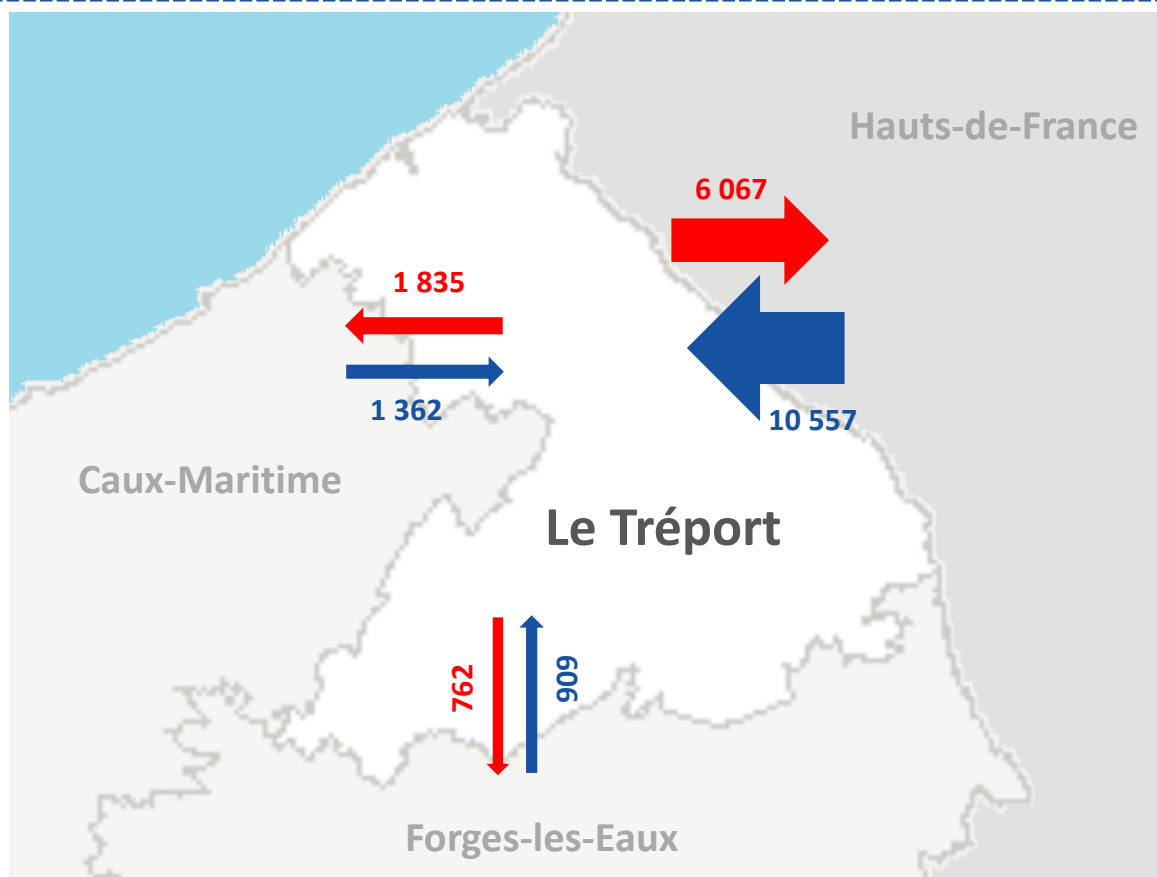 Hauts-de-France
6 067
1 835
1 362
10 557
Caux-Maritime
Le Tréport
762
909
Forges-les-Eaux